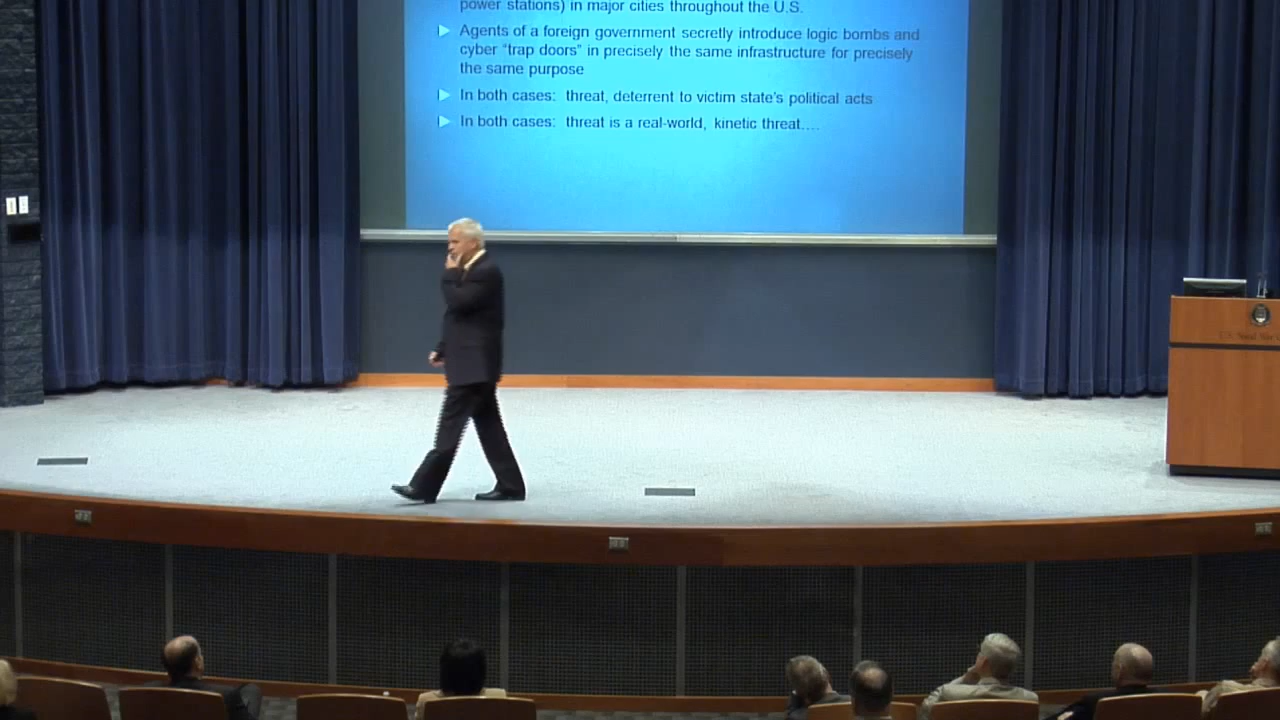 power stations) in major cities throughout the U.S.
Agents of a foreign government secretly introduce logic bombs and
cyber “trap doors” in precisely the same infrastructure for precisely
the same purpose
In both cases: threat, deterrent to victim state’s political acts
In both cases: threat is a real-world, kinetic threat....
U.S. Naval